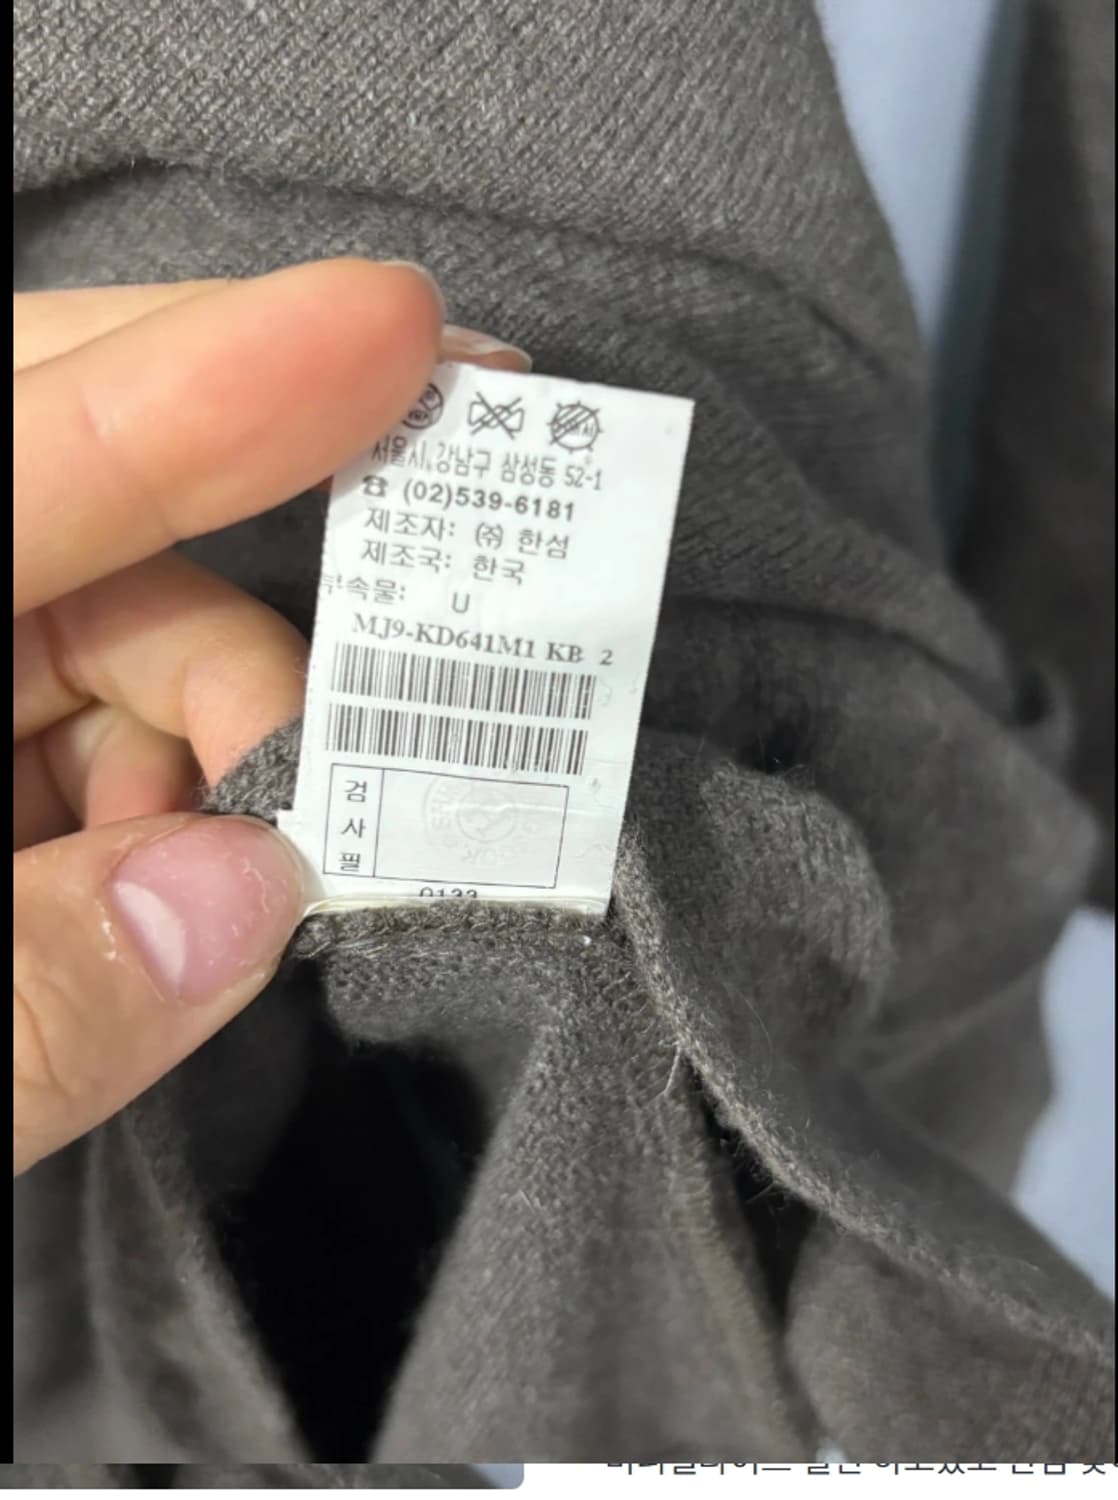 서울시 강남구 삼성동 52-1
☎ (02)539-6181
제조자: ㈜ 한섬
제조국: 한국
부속물: U
MJ9-KD641M1 KB 2
검
사
필